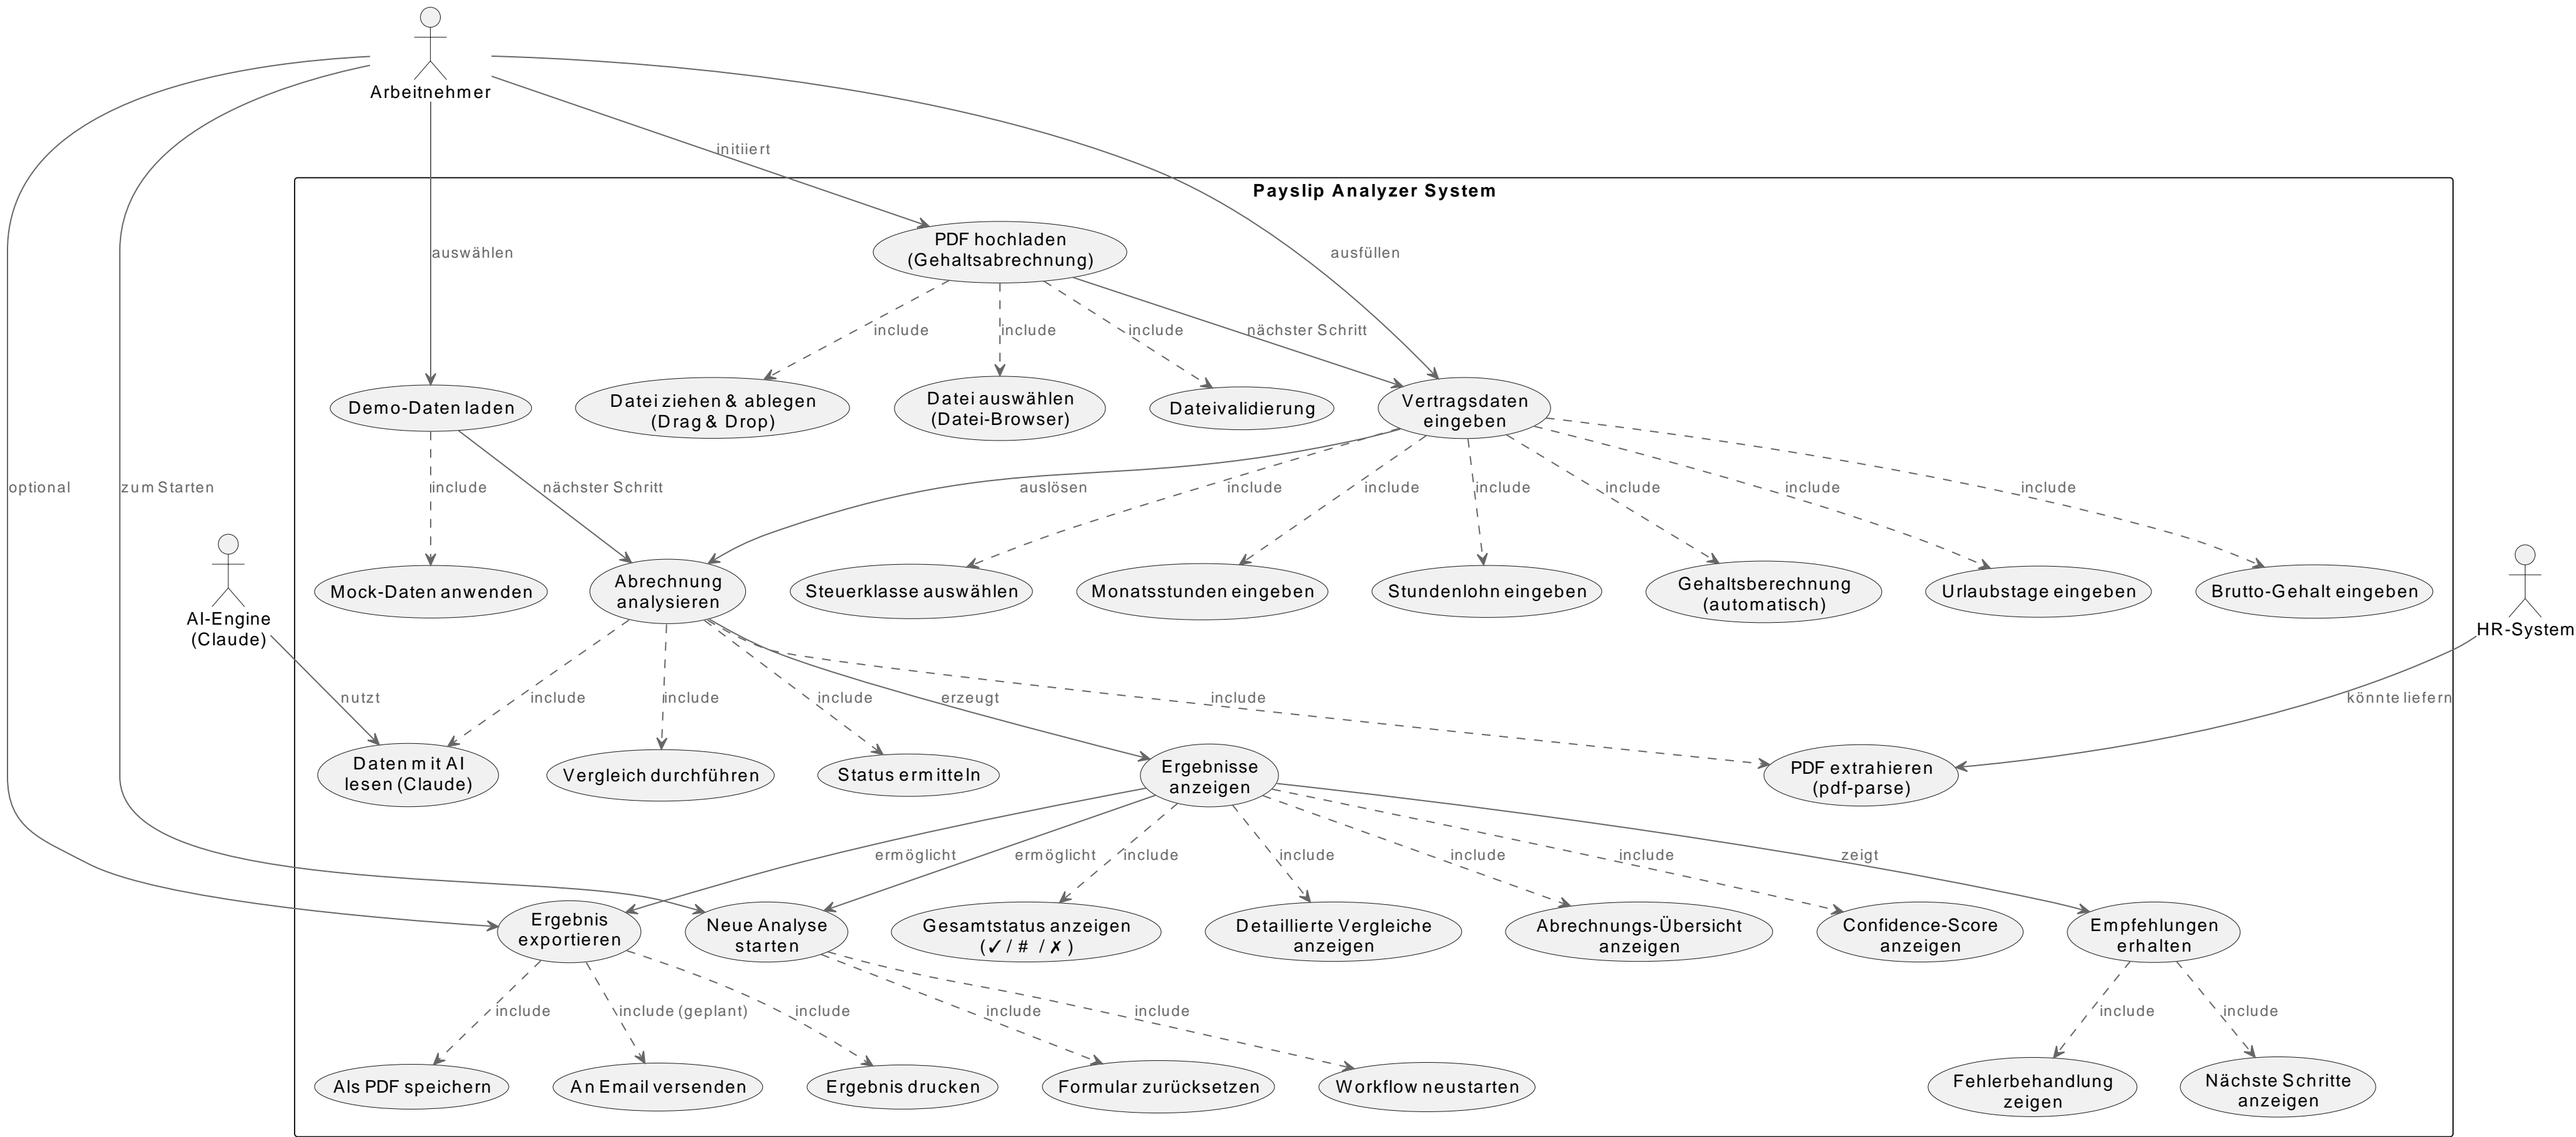 Arbeitnehmer
initiiert
Payslip Analyzer System
PDF hochladen
(Gehaltsabrechnung)
auswählen
ausfüllen
include
include
include
nächster Schritt
Demo-Daten laden
Datei ziehen & ablegen
(Drag & Drop)
Datei auswählen
(Datei-Browser)
Dateivalidierung
Vertragsdaten
eingeben
optional
zum Starten
include
nächster Schritt
auslösen
include
include
include
include
include
include
AI-Engine
(Claude)
Mock-Daten anwenden
Abrechnung
analysieren
Steuerklasse auswählen
Monatsstunden eingeben
Stundenlohn eingeben
Gehaltsberechnung
(automatisch)
Urlaubstage eingeben
Brutto-Gehalt eingeben
HR-System
nutzt
include
include
include
erzeugt
include
könnte liefern
Daten mit AI
lesen (Claude)
Vergleich durchführen
Status ermitteln
Ergebnisse
anzeigen
PDF extrahieren
(pdf-parse)
ermöglicht
ermöglicht
include
include
include
include
zeigt
Ergebnis
exportieren
Neue Analyse
starten
Gesamtstatus anzeigen
(✓ / # / ✗)
Detaillierte Vergleiche
anzeigen
Abrechnungs-Übersicht
anzeigen
Confidence-Score
anzeigen
Empfehlungen
erhalten
include
include (geplant)
include
include
include
include
include
Als PDF speichern
An Email versenden
Ergebnis drucken
Formular zurücksetzen
Workflow neustarten
Fehlerbehandlung
zeigen
Nächste Schritte
anzeigen